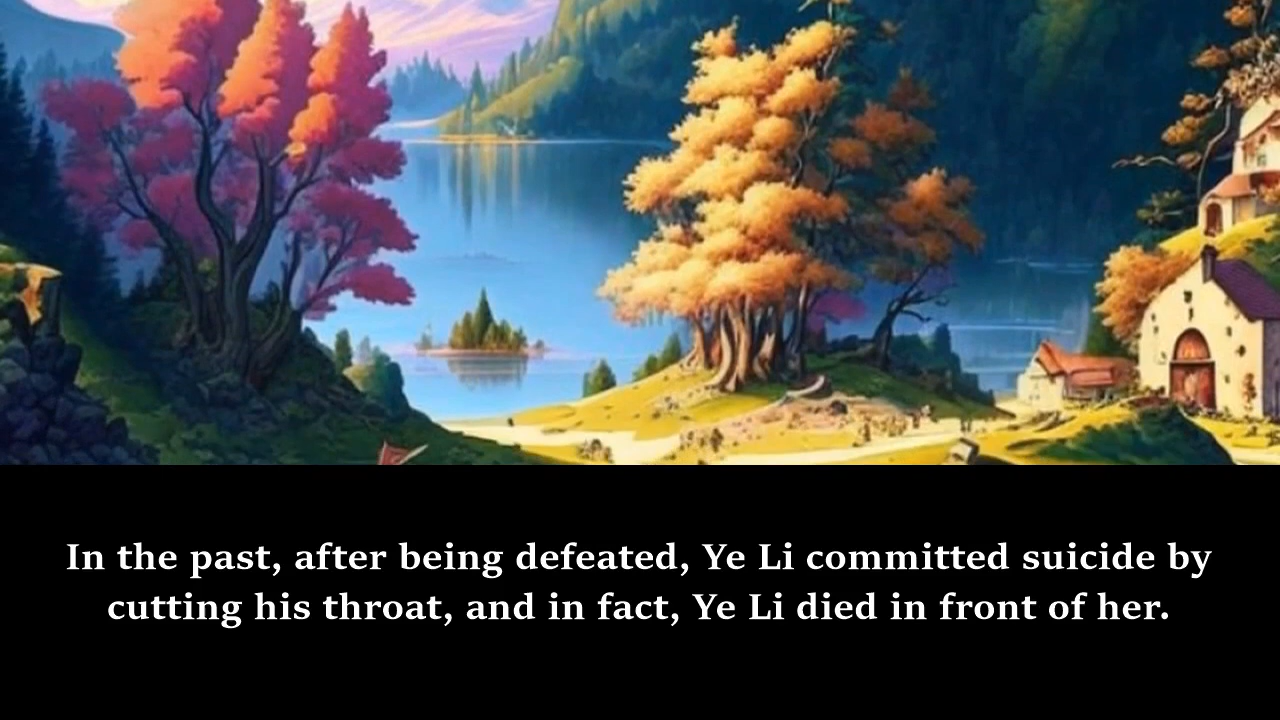 In the past, after being defeated, Ye Li committed suicide by
cutting his throat, and in fact, Ye Li died in front of her.